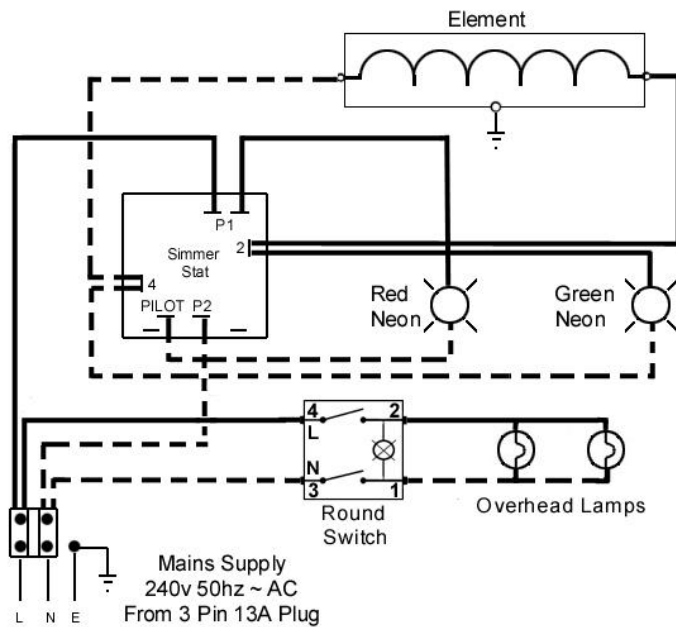 Element
P1
Simmer
Stat
2
4
PILOT P2
Red
Neon
Green
Neon
4 2
L
N
3 1
Round
Switch
Overhead Lamps
Mains Supply
240v 50hz ~ AC
From 3 Pin 13A Plug
L N E